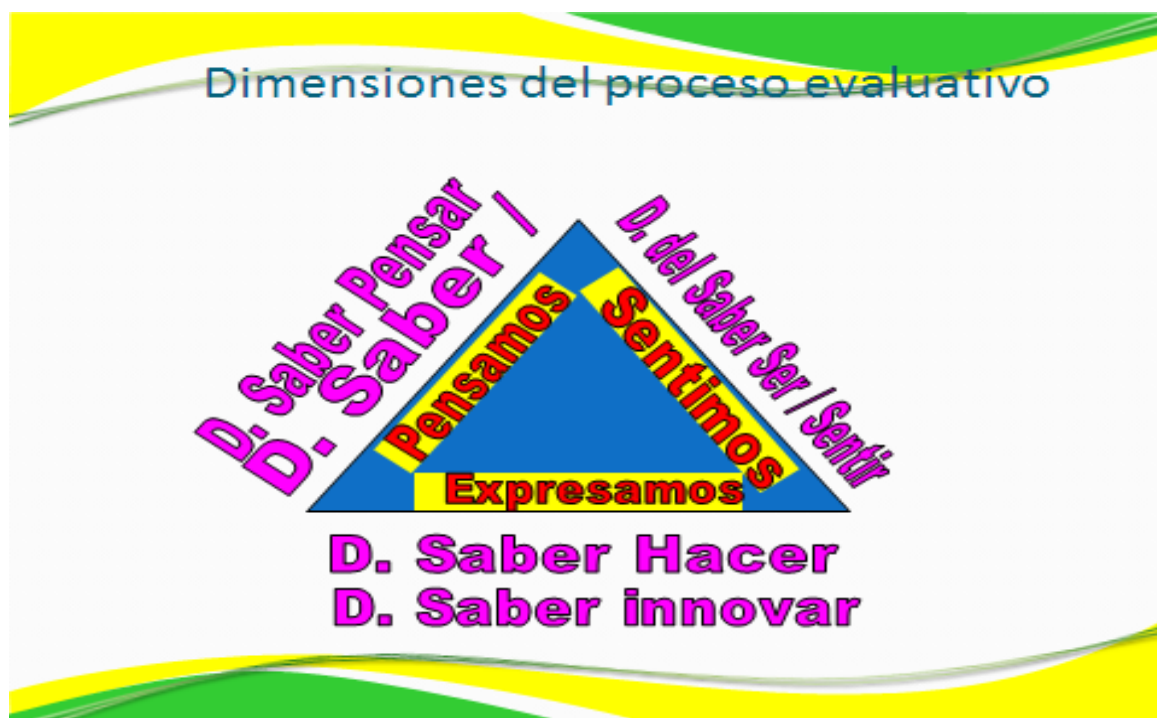 Dimensiones del proceso evaluativo
D. Saber Pensar
D. Saber /
D. del Saber Ser / Sentir
Pensamos
Sentimos
Expresamos
D. Saber Hacer
D. Saber innovar